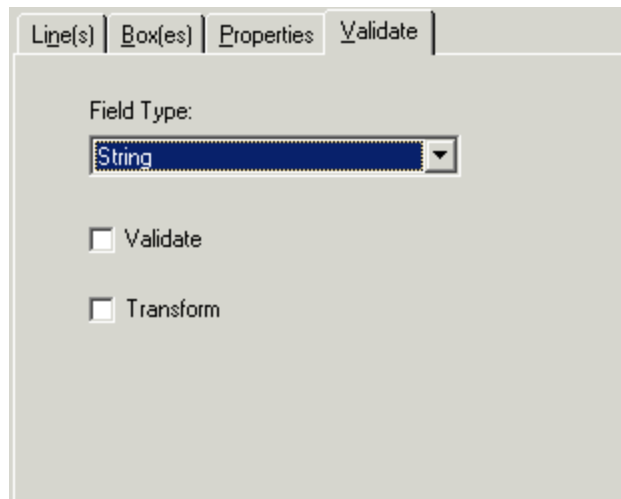 Line(s) Box(es) Properties Validate
Field Type:
String
Validate
Transform